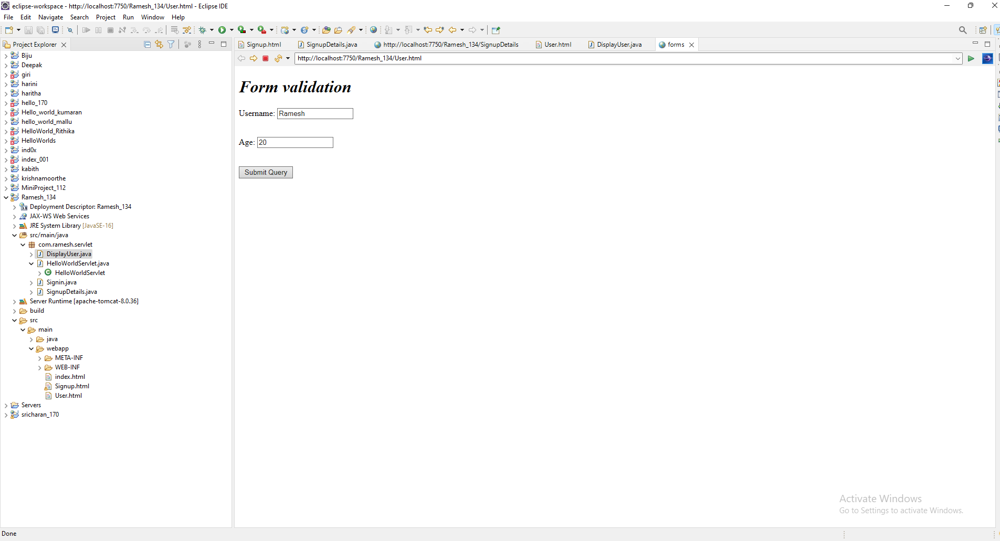 eclipse-workspace - http://localhost:7750/Ramesh_134/User.html - Eclipse IDE
File Edit Navigate Search Project Run Window Help
Project Explorer
Signup.html SignupDetails.java http://localhost:7750/Ramesh_134/SignupDetails User.html DisplayUser.java forms
http://localhost:7750/Ramesh_134/User.html
Biju
Deepak
giri
harini
haritha
hello_170
Hello_world_kumaran
hello_world_mallu
HelloWorld_Rithika
HelloWorlds
ind0x
index_001
kabith
krishnamoorthe
MiniProject_112
Ramesh_134
Deployment Descriptor: Ramesh_134
JAX-WS Web Services
JRE System Library [JavaSE-16]
src/main/java
com.ramesh.servlet
DisplayUser.java
HelloWorldServlet.java
HelloWorldServlet
Signin.java
SignupDetails.java
Server Runtime [apache-tomcat-8.0.36]
build
src
main
java
webapp
META-INF
WEB-INF
index.html
Signup.html
User.html
Servers
sricharan_170
Form validation
Username: Ramesh
Age: 20
Submit Query
Activate Windows
Go to Settings to activate Windows.
Done